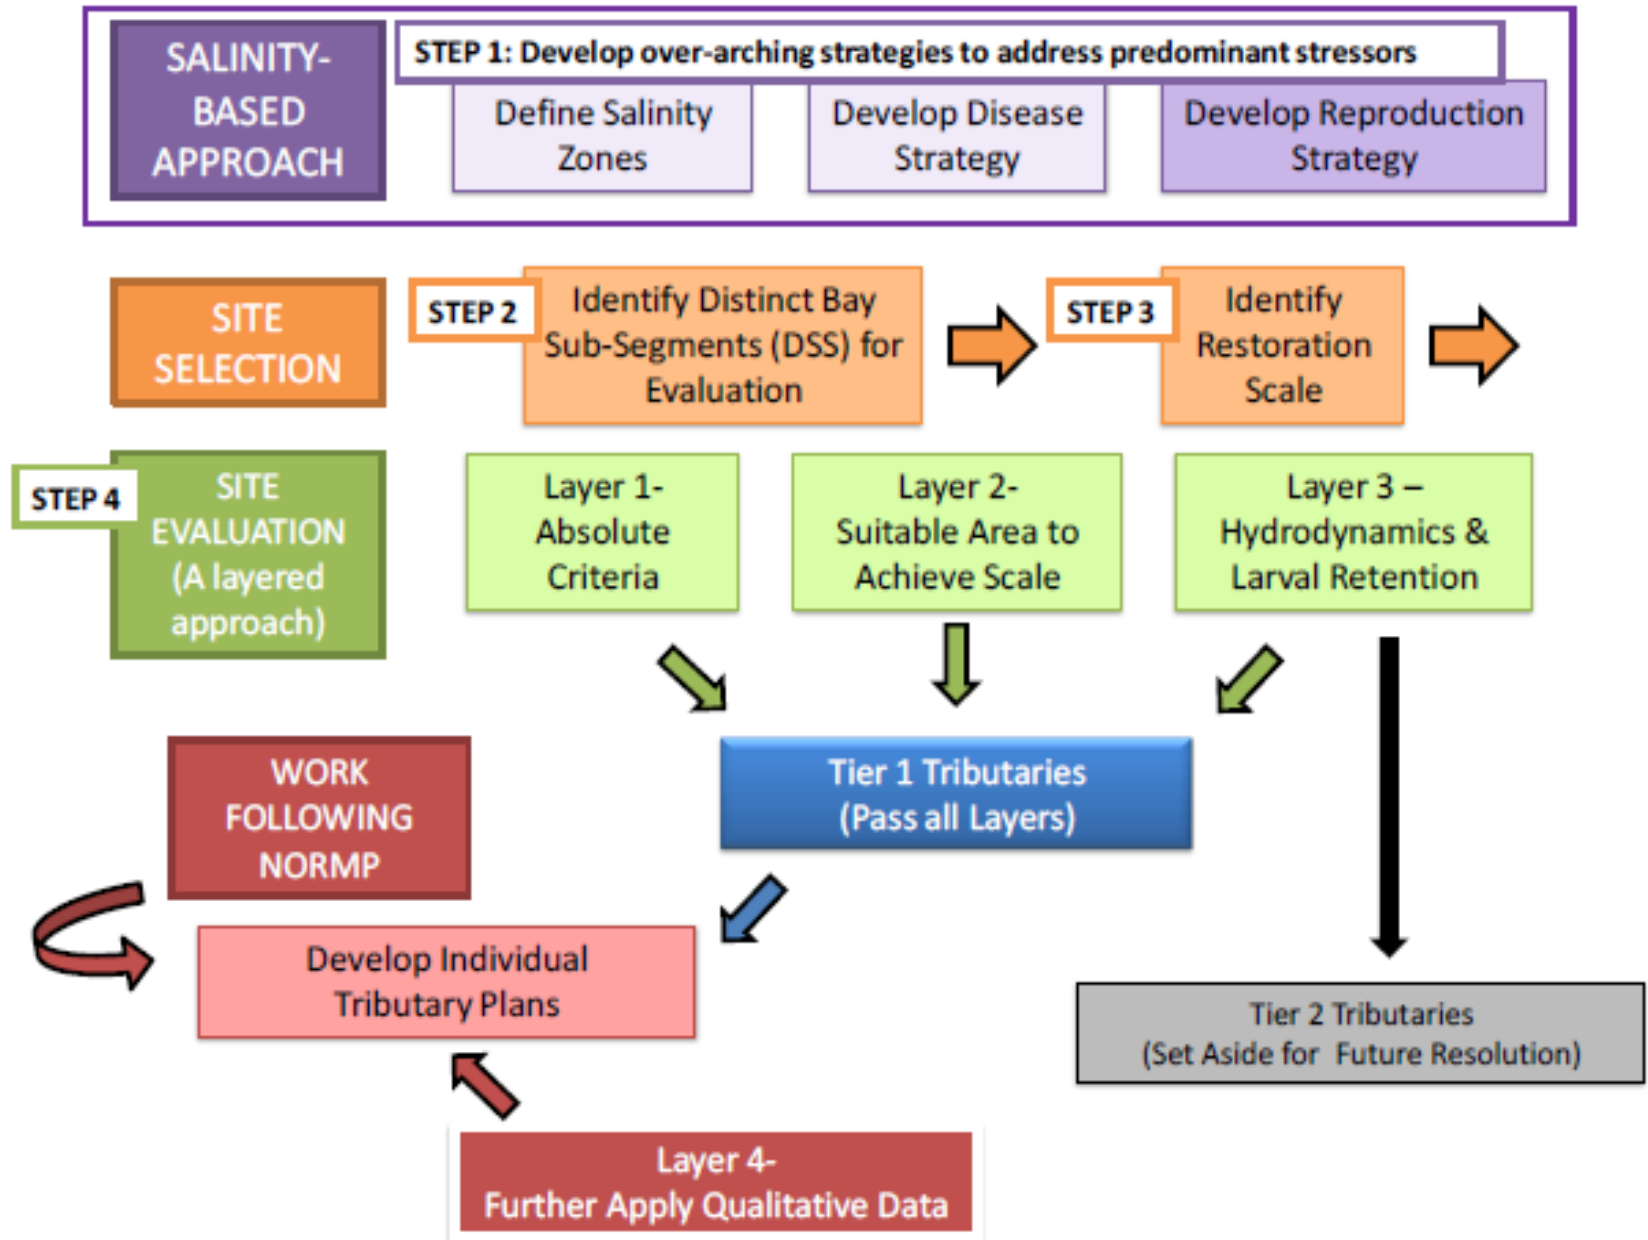 SALINITY-
BASED
APPROACH
STEP 1: Develop over-arching strategies to address predominant stressors
Define Salinity
Zones
Develop Disease
Strategy
Develop Reproduction
Strategy
SITE
SELECTION
STEP 2
Identify Distinct Bay
Sub-Segments (DSS) for
Evaluation
STEP 3
Identify
Restoration
Scale
STEP 4
SITE
EVALUATION
(A layered
approach)
Layer 1-
Absolute
Criteria
Layer 2-
Suitable Area to
Achieve Scale
Layer 3 –
Hydrodynamics &
Larval Retention
WORK
FOLLOWING
NORMP
Tier 1 Tributaries
(Pass all Layers)
Develop Individual
Tributary Plans
Tier 2 Tributaries
(Set Aside for Future Resolution)
Layer 4-
Further Apply Qualitative Data